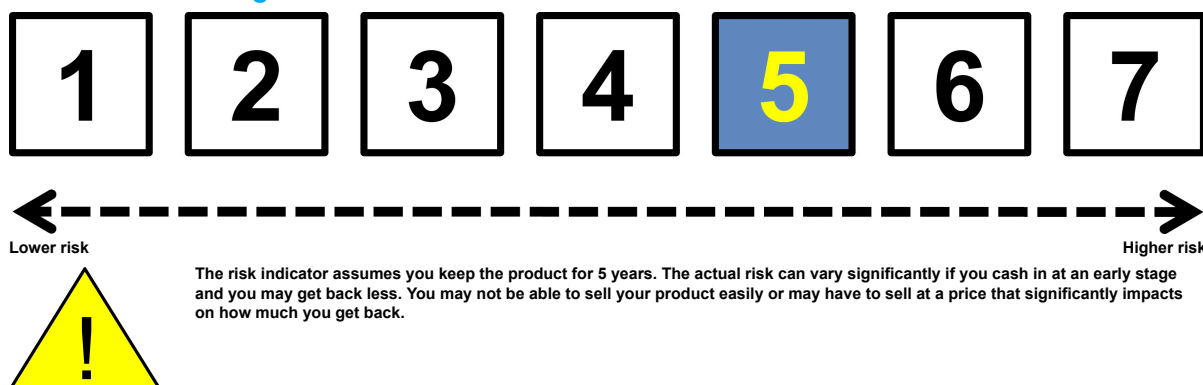 1 2 3 4 5 6 7
Lower risk Higher risk
The risk indicator assumes you keep the product for 5 years. The actual risk can vary significantly if you cash in at an early stage
and you may get back less. You may not be able to sell your product easily or may have to sell at a price that significantly impacts
on how much you get back.
!